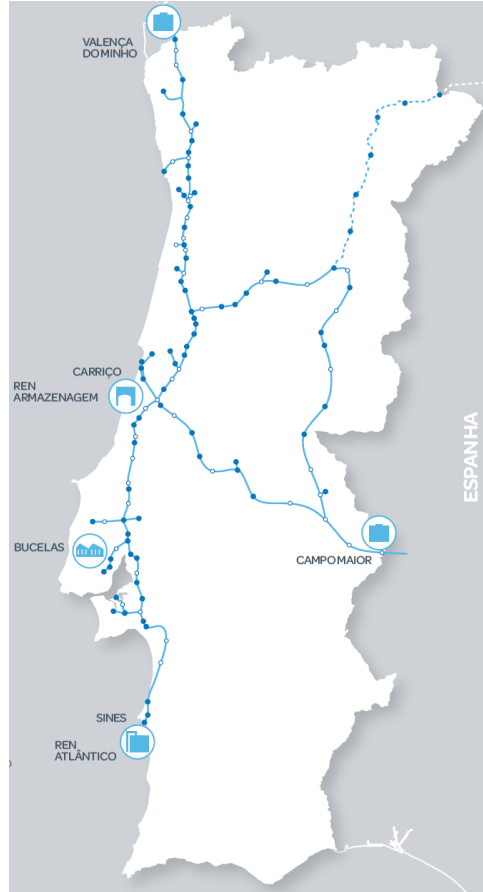 VALENÇA
DO MINHO
CARRIÇO
REN
ARMAZENAGEM
ESPANHA
BUCELAS
CAMPO MAIOR
SINES
REN
ATLÂNTICO